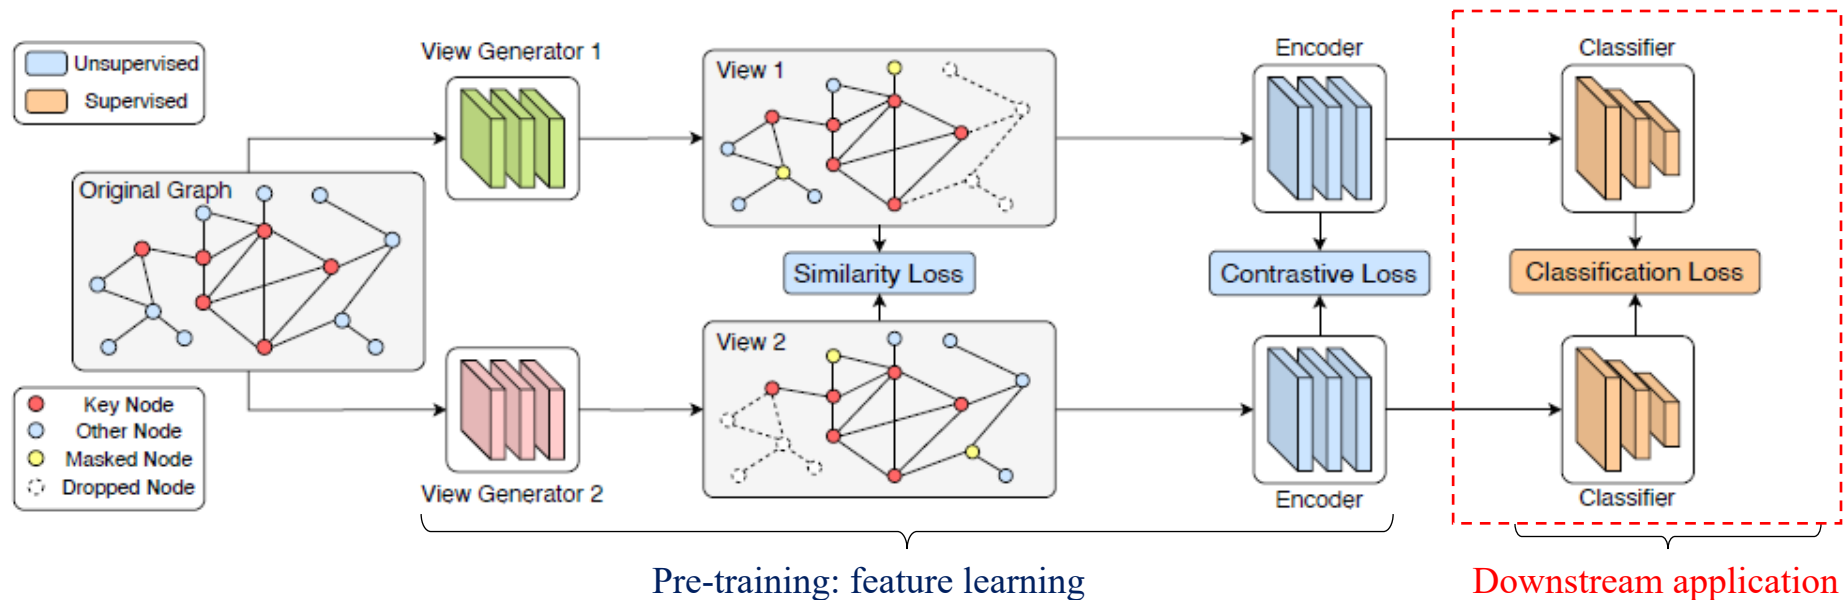 Unsupervised
Supervised
View Generator 1
View 1
Encoder
Classifier
Original Graph
Similarity Loss
Contrastive Loss
Classification Loss
View 2
Key Node
Other Node
Masked Node
Dropped Node
View Generator 2
Encoder
Classifier
Pre-training: feature learning
Downstream application